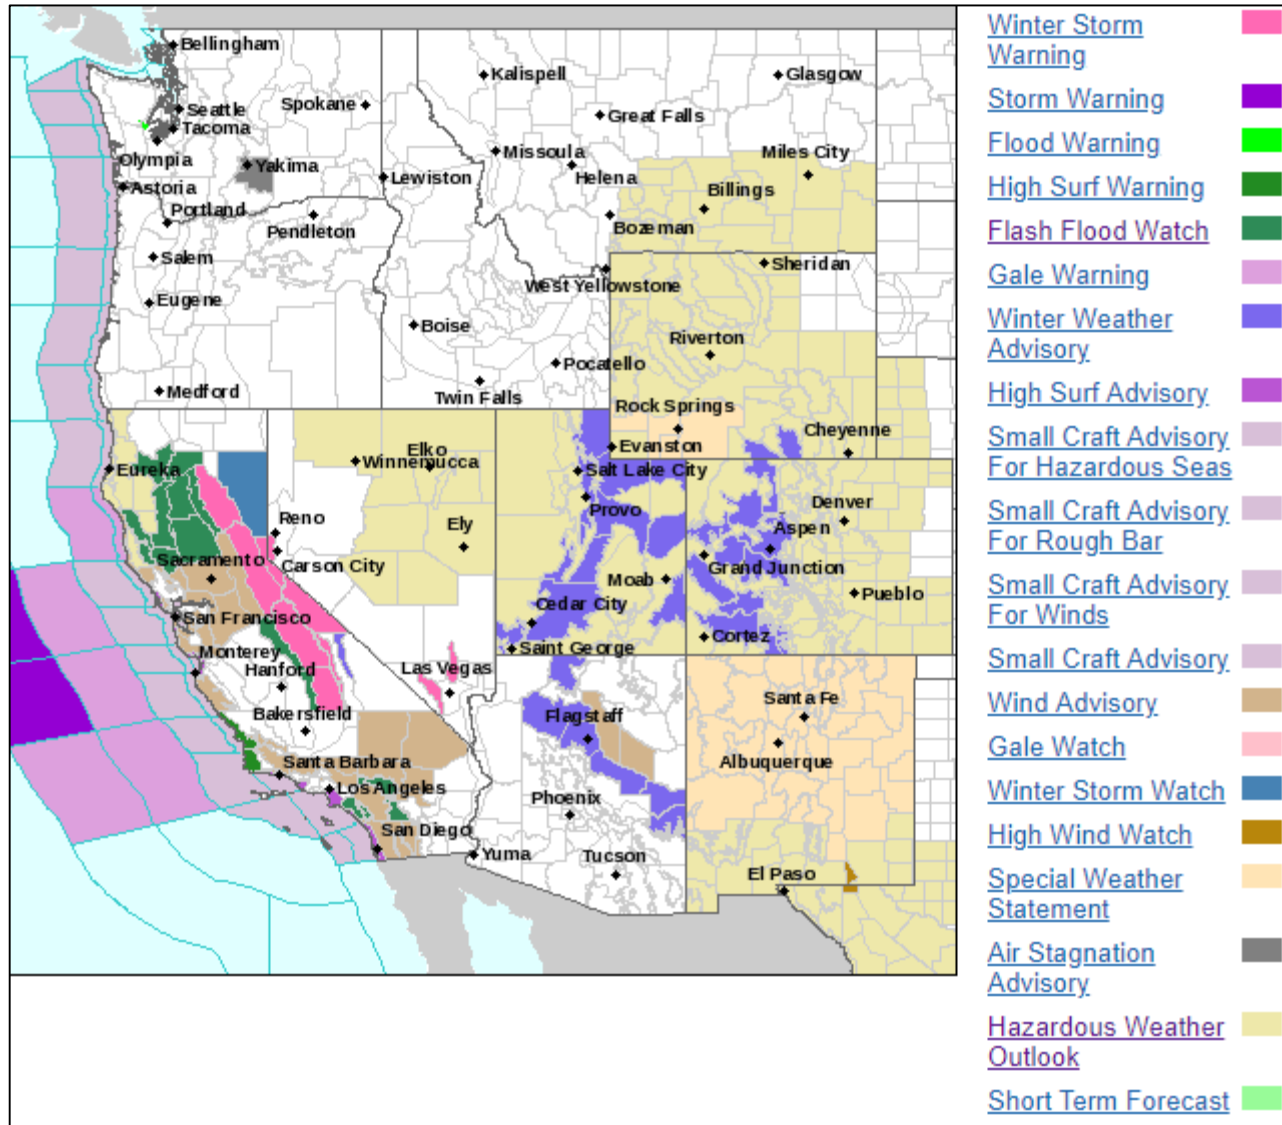 Bellingham
Kalispell
Glasgow
Spokane
Seattle
Great Falls
Tacoma
Olympia
Missoula
Miles City
Yakima
Helena
Lewiston
Astoria
Billings
Portland
Pendleton
Bozeman
Salem
Sheridan
West Yellowstone
Eugene
Boise
Riverton
Pocatello
Medford
Twin Falls
Rock Springs
Cheyenne
Evanston
Elko
Winnemucca
Eureka
Salt Lake City
Denver
Provo
Reno
Ely
Aspen
Sacramento
Carson City
Grand Junction
Moab
Pueblo
San Francisco
Cedar City
Cortez
Monterey
Saint George
Hanford
Las Vegas
Santa Fe
Bakersfield
Flagstaff
Albuquerque
Santa Barbara
Los Angeles
Phoenix
San Diego
Yuma
Tucson
El Paso
Winter Storm
Warning
Storm Warning
Flood Warning
High Surf Warning
Flash Flood Watch
Gale Warning
Winter Weather
Advisory
High Surf Advisory
Small Craft Advisory
For Hazardous Seas
Small Craft Advisory
For Rough Bar
Small Craft Advisory
For Winds
Small Craft Advisory
Wind Advisory
Gale Watch
Winter Storm Watch
High Wind Watch
Special Weather
Statement
Air Stagnation
Advisory
Hazardous Weather
Outlook
Short Term Forecast